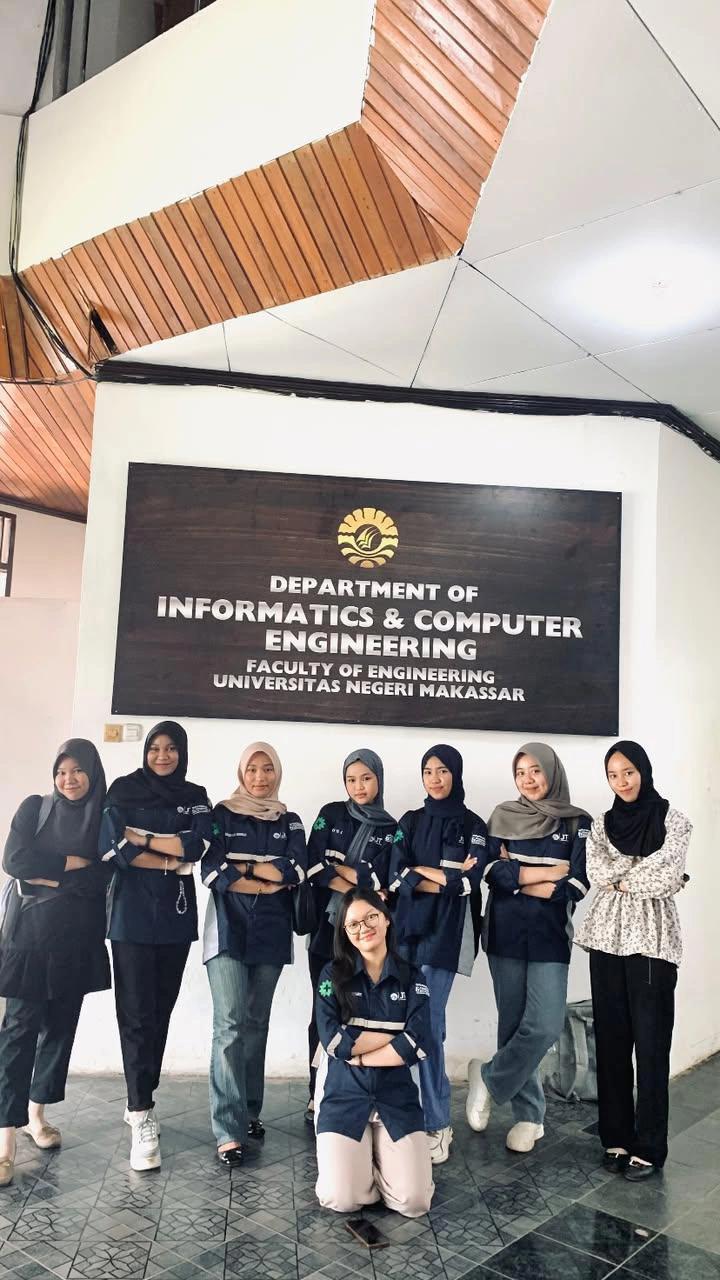 DEPARTMENT OF
INFORMATICS & COMPUTER
ENGINEERING
FACULTY OF ENGINEERING
UNIVERSITAS NEGERI MAKASSAR